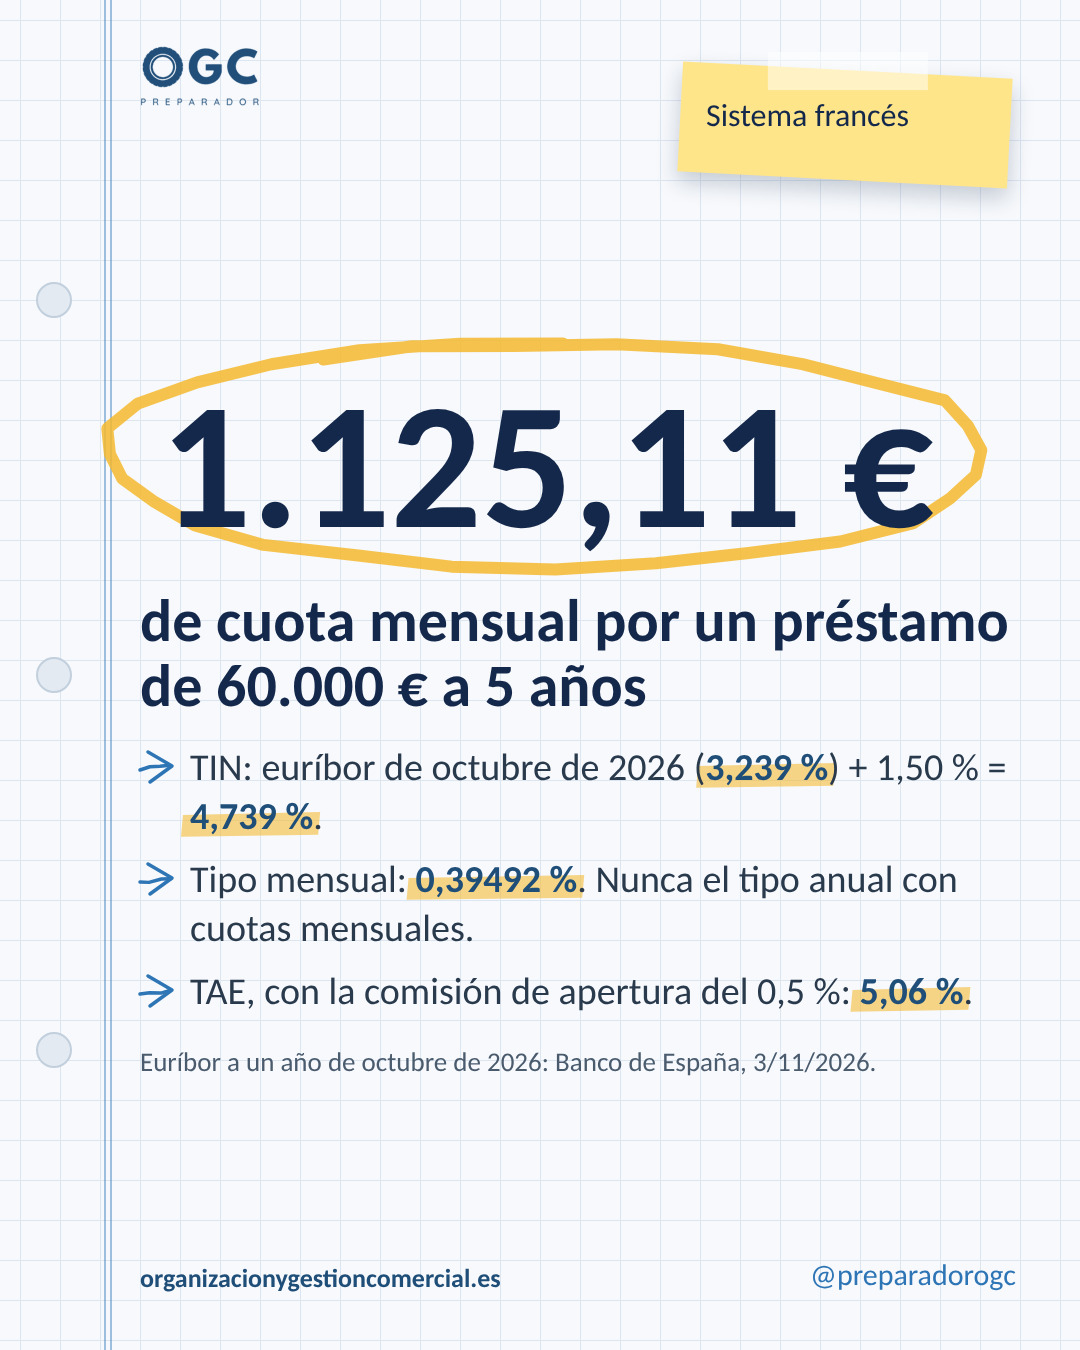 OGC
PREPARADOR
Sistema francés
1.125,11 €
de cuota mensual por un préstamo
de 60.000 € a 5 años
TIN: euríbor de octubre de 2026 (3,239 %) + 1,50 % =
4,739 %.
Tipo mensual: 0,39492 %. Nunca el tipo anual con
cuotas mensuales.
TAE, con la comisión de apertura del 0,5 %: 5,06 %.
Euríbor a un año de octubre de 2026: Banco de España, 3/11/2026.
organizacionygestioncomercial.es
@preparadorogc